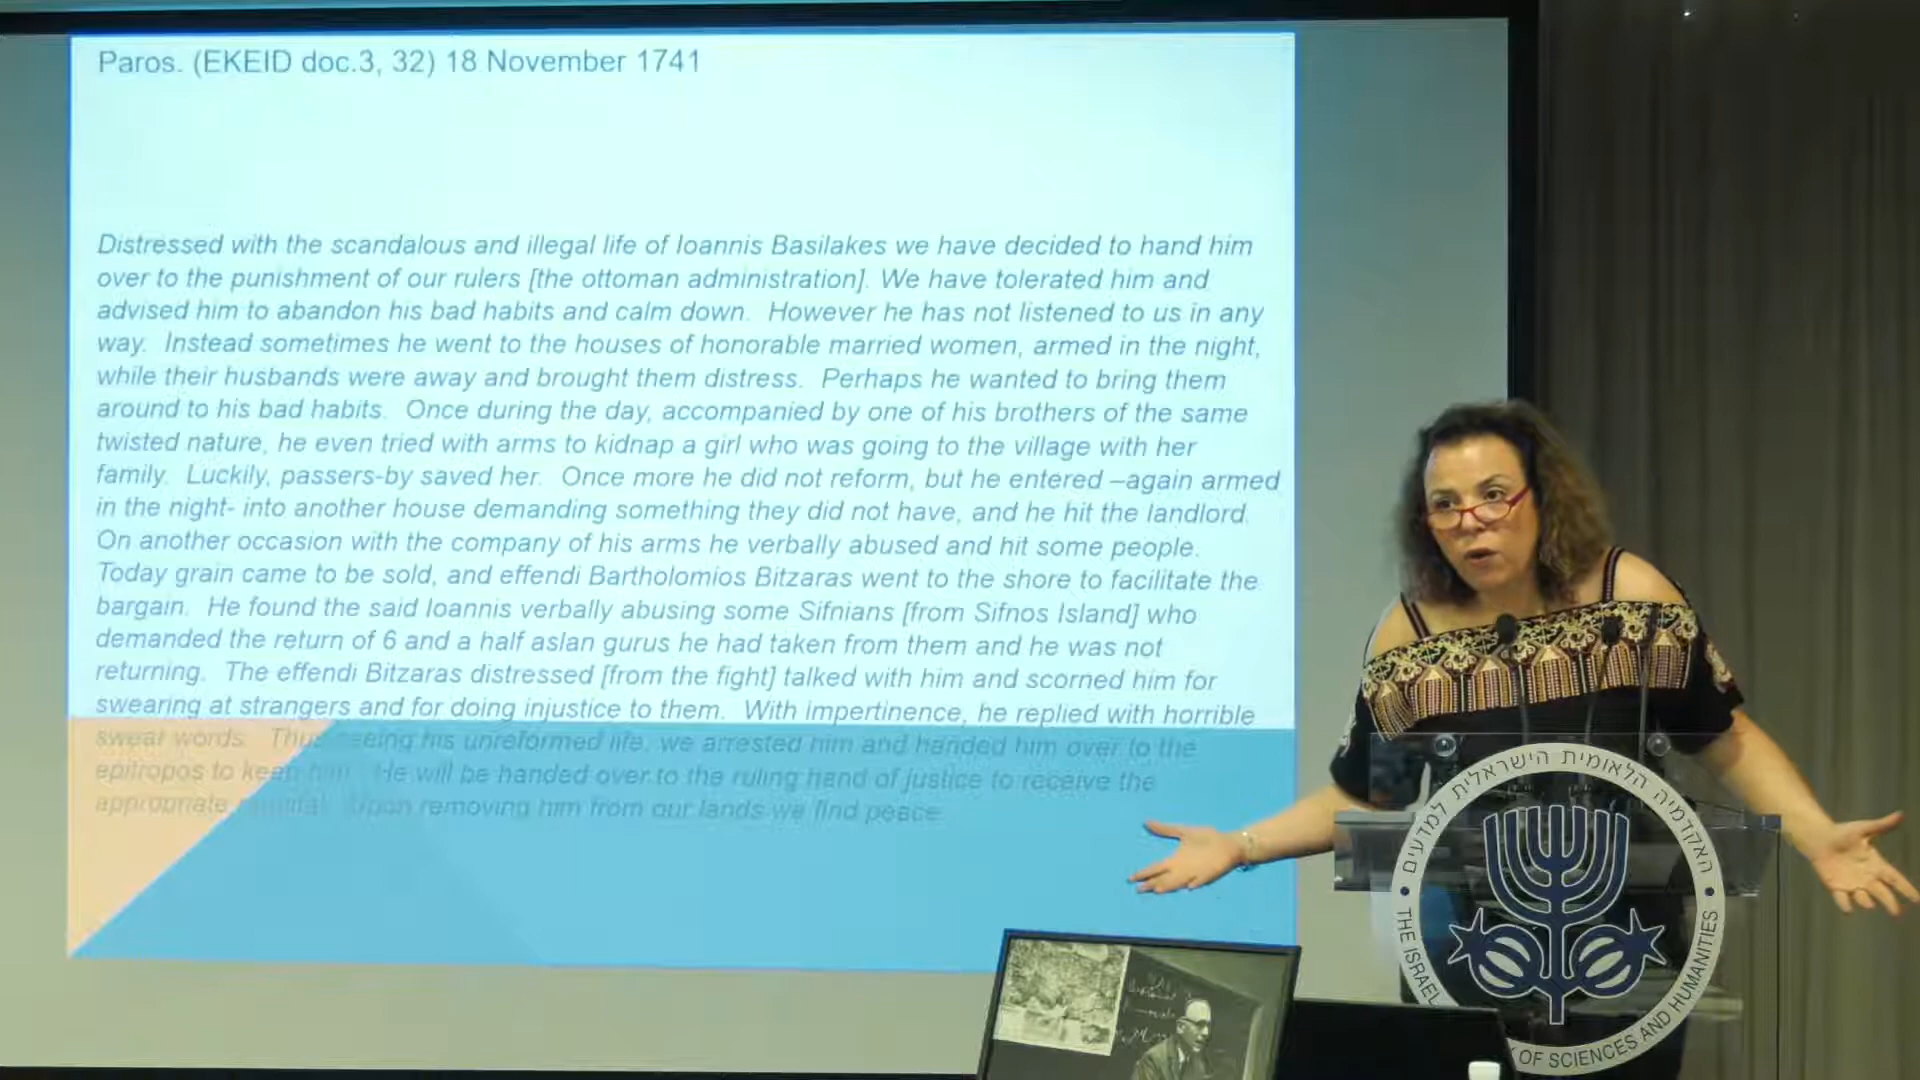 Paros. (EKEID doc.3, 32) 18 November 1741
Distressed with the scandalous and illegal life of Ioannis Basilakes we have decided to hand him
over to the punishment of our rulers [the ottoman administration]. We have tolerated him and
advised him to abandon his bad habits and calm down. However he has not listened to us in any
way. Instead sometimes he went to the houses of honorable married women, armed in the night,
while their husbands were away and brought them distress. Perhaps he wanted to bring them
around to his bad habits. Once during the day, accompanied by one of his brothers of the same
twisted nature, he even tried with arms to kidnap a girl who was going to the village with her
family. Luckily, passers-by saved her. Once more he did not reform, but he entered –again armed
in the night- into another house demanding something they did not have, and he hit the landlord.
On another occasion with the company of his arms he verbally abused and hit some people.
Today grain came to be sold, and effendi Bartholomios Bitzaras went to the shore to facilitate the
bargain. He found the said Ioannis verbally abusing some Sifnians [from Sifnos Island] who
demanded the return of 6 and a half aslan gurus he had taken from them and he was not
returning. The effendi Bitzaras distressed [from the fight] talked with him and scorned him for
swearing at strangers and for doing injustice to them. With impertinence, he replied with horrible
swear words. Thus seeing his unreformed life, we arrested him and handed him over to the
epitropos to keep him. He will be handed over to the ruling hand of justice to receive the
appropriate Upon removing him from our lands we find peace
האקדמיה הלאומית הישראלית למדעים
THE ISRAEL
OF SCIENCES AND HUMANITIES